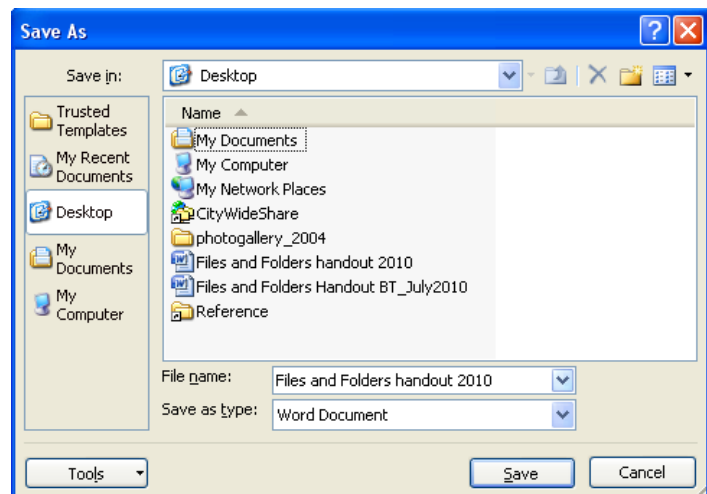 Save As
Save in:
Desktop
Trusted
Templates
My Recent
Documents
Desktop
My
Documents
My
Computer
Name
My Documents
My Computer
My Network Places
CityWideShare
photogallery_2004
Files and Folders handout 2010
Files and Folders Handout BT_July2010
Reference
File name:
Files and Folders handout 2010
Save as type:
Word Document
Tools
Save
Cancel